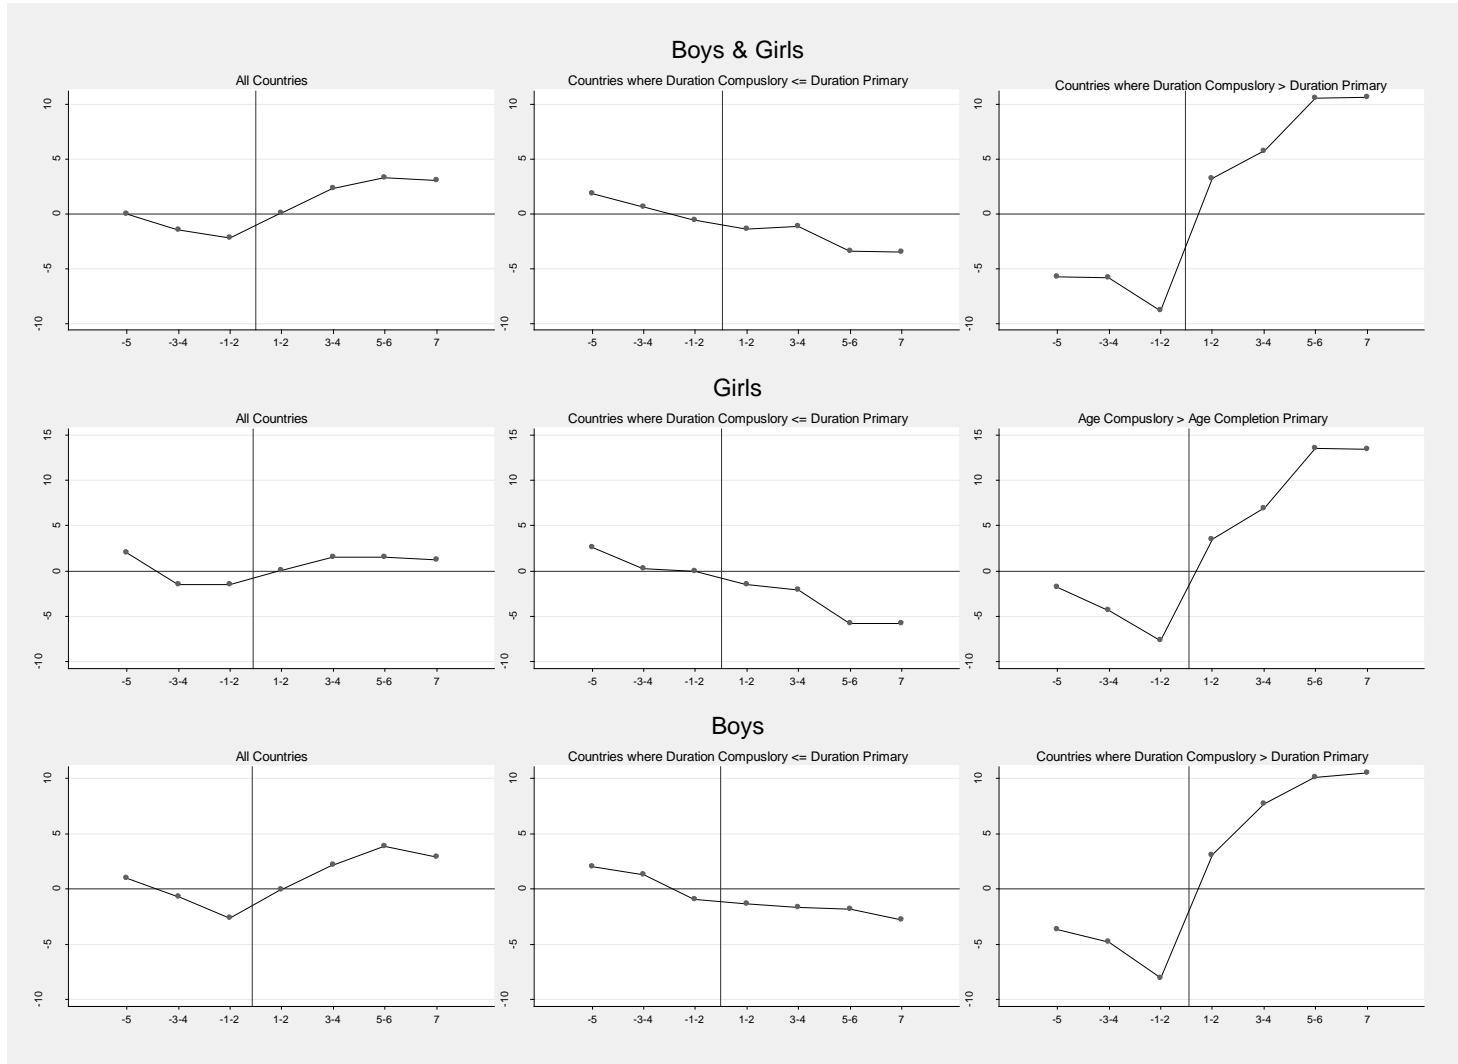 Boys & Girls
All Countries
Countries where Duration Compuslory <= Duration Primary
Countries where Duration Compuslory > Duration Primary
10
5
0
-5
-10
-5 -3-4 -1-2 1-2 3-4 5-6 7
10
5
0
-5
-10
-5 -3-4 -1-2 1-2 3-4 5-6 7
10
5
0
-5
-10
-5 -3-4 -1-2 1-2 3-4 5-6 7
Girls
All Countries
Countries where Duration Compuslory <= Duration Primary
Age Compuslory > Age Completion Primary
15
10
5
0
-5
-10
-5 -3-4 -1-2 1-2 3-4 5-6 7
15
10
5
0
-5
-10
-5 -3-4 -1-2 1-2 3-4 5-6 7
15
10
5
0
-5
-10
-5 -3-4 -1-2 1-2 3-4 5-6 7
Boys
All Countries
Countries where Duration Compuslory <= Duration Primary
Countries where Duration Compuslory > Duration Primary
10
5
0
-5
-10
-5 -3-4 -1-2 1-2 3-4 5-6 7
10
5
0
-5
-10
-5 -3-4 -1-2 1-2 3-4 5-6 7
10
5
0
-5
-10
-5 -3-4 -1-2 1-2 3-4 5-6 7